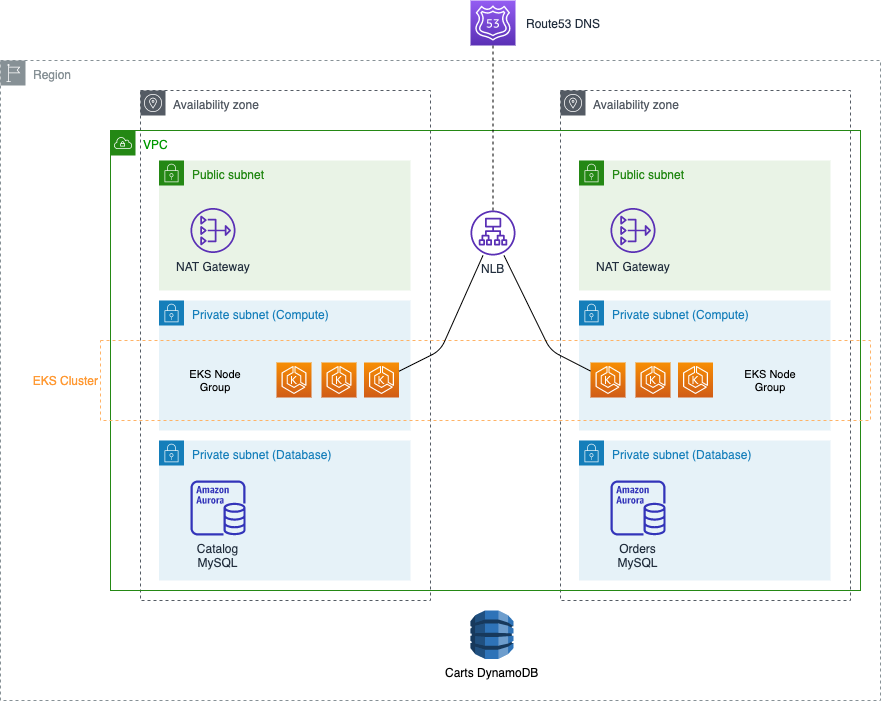 53
Route53 DNS
Region
Availability zone
Availability zone
VPC
Public subnet
Public subnet
NAT Gateway
NLB
NAT Gateway
Private subnet (Compute)
Private subnet (Compute)
EKS Cluster
EKS Node
Group
K
K
K
K
K
K
EKS Node
Group
Private subnet (Database)
Private subnet (Database)
Amazon
Aurora
Catalog
MySQL
Amazon
Aurora
Orders
MySQL
Carts DynamoDB